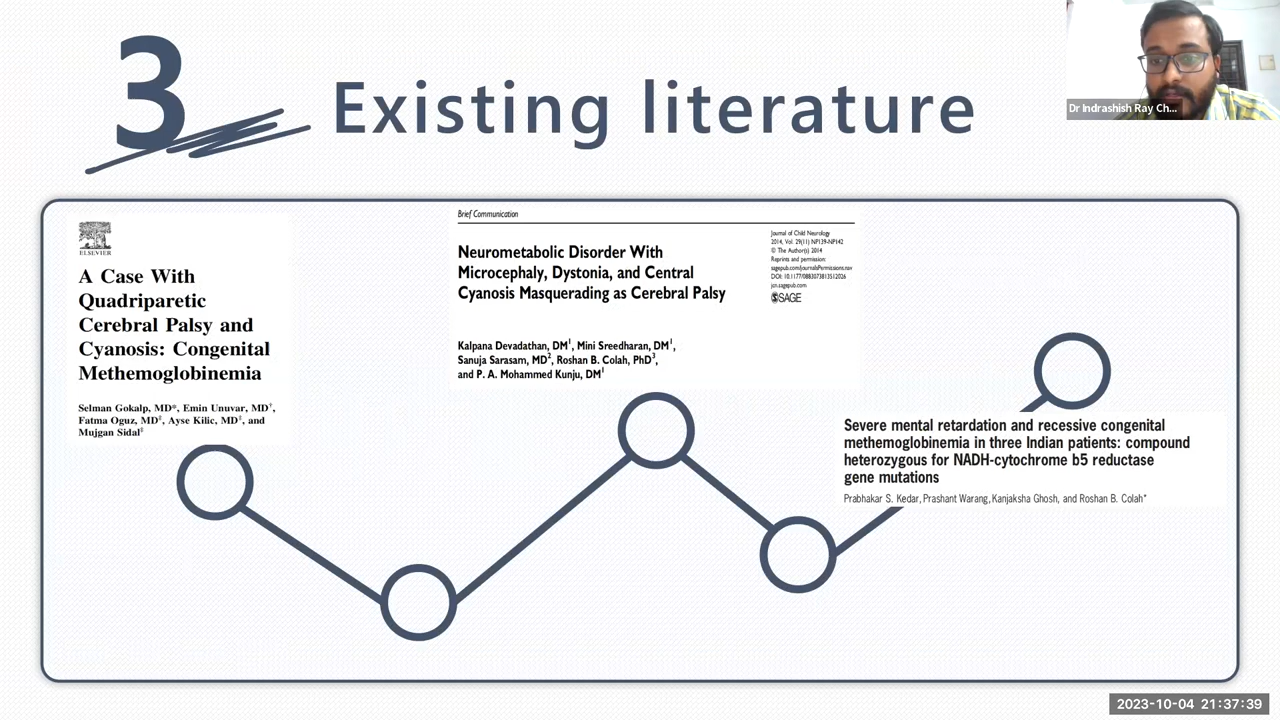 3
Existing literature
Dr Indrashish Ray Ch...
ELSEVIER
A Case With
Quadriparetic
Cerebral Palsy and
Cyanosis: Congenital
Methemoglobinemia
Selman Gokalp, MD*, Emin Unuvar, MD†,
Fatma Oguz, MD‡, Ayse Kilic, MD‡, and
Mujgan Sidal‡
Brief Communication
Neurometabolic Disorder With
Microcephaly, Dystonia, and Central
Cyanosis Masquerading as Cerebral Palsy
Journal of Child Neurology
2014, Vol. 29(11) NP139-NP142
© The Author(s) 2014
Reprints and permission:
sagepub.com/journalsPermissions.nav
DOI: 10.1177/0883073813512026
jcn.sagepub.com
SAGE
Kalpana Devadathan, DM1, Mini Sreedharan, DM1,
Sanuja Sarasam, MD2, Roshan B. Colah, PhD3,
and P. A. Mohammed Kunju, DM1
Severe mental retardation and recessive congenital
methemoglobinemia in three Indian patients: compound
heterozygous for NADH-cytochrome b5 reductase
gene mutations
Prabhakar S. Kedar, Prashant Warang, Kanjaksha Ghosh, and Roshan B. Colah*
2023-10-04 21:37:39